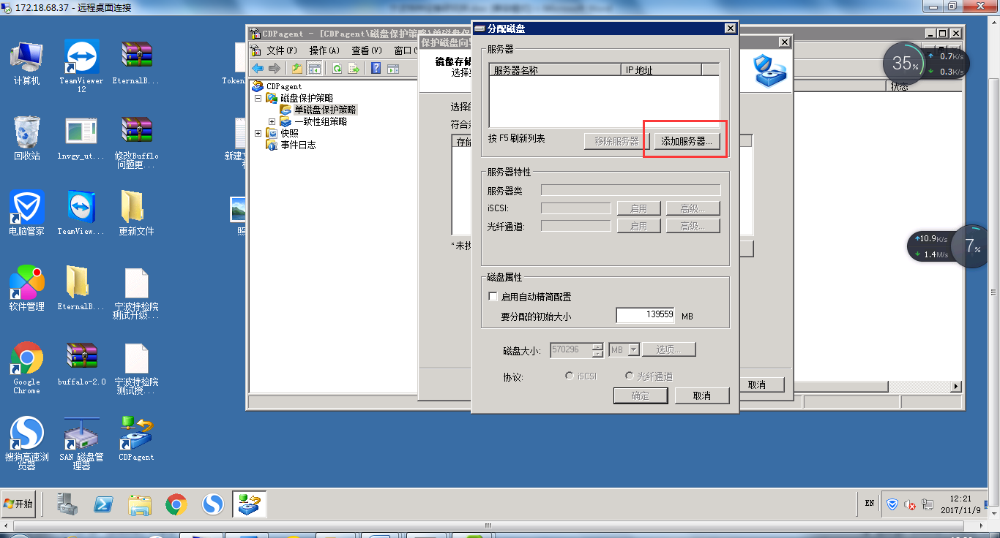 172.18.68.37 - 远程桌面连接
计算机
TeamViewer
12
EternalB...
Token
回收站
lnvgy_ut...
修改Bufflo
问题更...
新建文
电脑管家
TeamView...
更新文件
照
软件管理
EternalB...
宁波特检院
测试升级...
Google
Chrome
buffalo-2.0
宁波特检院
测试授...
搜狗高速浏
览器
SAN 磁盘管
理器
CDPagent
CDPagent - [CDPagent\磁盘保护策略\单磁盘保
文件(F) 操作(A) 查看(V) 窗口(
CDPagent
磁盘保护策略
单磁盘保护策略
一致性组策略
快照
事件日志
状态
保护磁盘向
镜像存储
选择要
选择的
符合条
存储
*未找
取消
分配磁盘
服务器
服务器名称 IP 地址
按 F5 刷新列表
移除服务器
添加服务器...
服务器特性
服务器类
iSCSI: 启用 高级...
光纤通道: 启用 高级...
磁盘属性
启用自动精简配置
要分配的初始大小 139559 MB
磁盘大小: 570296 MB 选项...
协议: iSCSI 光纤通道
确定 取消
35%
0.7K/s
0.3K/s
10.9K/s
1.4M/s
7%
开始
EN
12:21
2017/11/9